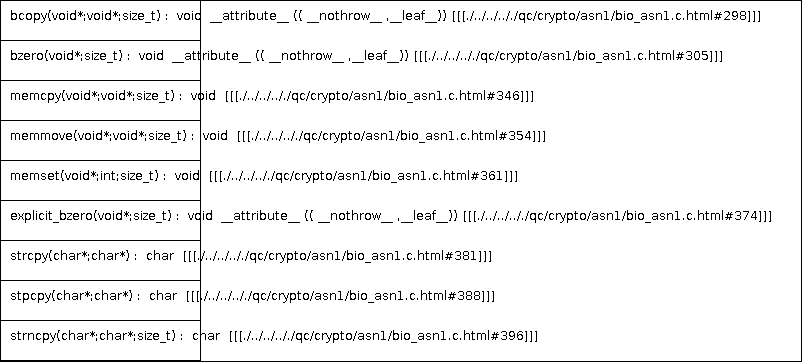 bcopy(void*;void*;size_t) : void __attribute__ (( __nothrow__ ,__leaf__)) [[[./../../../qc/crypto/asn1/bio_asn1.c.html#298]]]
bzero(void*;size_t) : void __attribute__ (( __nothrow__ ,__leaf__)) [[[./../../../../qc/crypto/asn1/bio_asn1.c.html#305]]]
memcpy(void*;void*;size_t) : void [[[./../../../../qc/crypto/asn1/bio_asn1.c.html#346]]]
memmove(void*;void*;size_t) : void [[[./../../../../qc/crypto/asn1/bio_asn1.c.html#354]]]
memset(void*;int;size_t) : void [[[./../../../../qc/crypto/asn1/bio_asn1.c.html#361]]]
explicit_bzero(void*;size_t) : void __attribute__ (( __nothrow__ ,__leaf__)) [[[./../../../../qc/crypto/asn1/bio_asn1.c.html#374]]]
strcpy(char*;char*) : char [[[./../../../../qc/crypto/asn1/bio_asn1.c.html#381]]]
stpcpy(char*;char*) : char [[[./../../../../qc/crypto/asn1/bio_asn1.c.html#388]]]
strncpy(char*;char*;size_t) : char [[[./../../../../qc/crypto/asn1/bio_asn1.c.html#396]]]